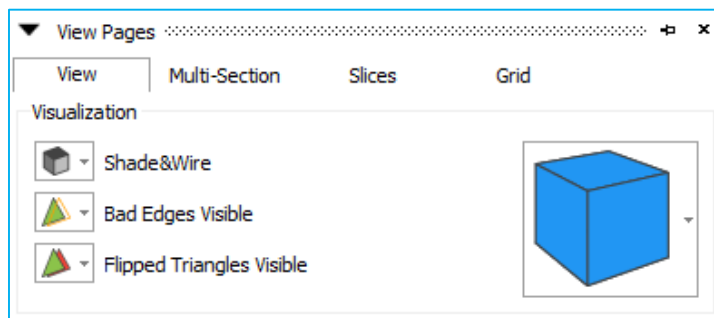 View Pages
View Multi-Section Slices Grid
Visualization
Shade&Wire
Bad Edges Visible
Flipped Triangles Visible